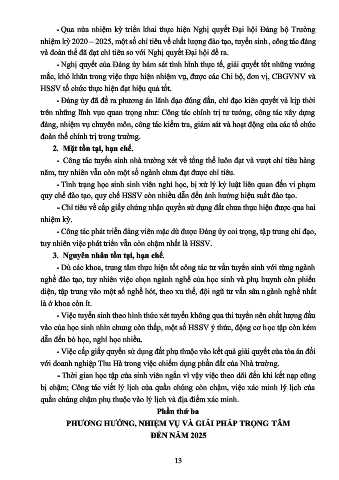 - Qua nửa nhiệm kỳ triển khai thực hiện Nghị quyết Đại hội Đảng bộ Trường
nhiệm kỳ 2020 – 2025, một số chỉ tiêu về chất lượng đào tạo, tuyển sinh, công tác đảng
và đoàn thể đã đạt chỉ tiêu so với Nghị quyết Đại hội đề ra.
- Nghị quyết của Đảng ủy bám sát tình hình thực tế, giải quyết tốt những vướng
mắc, khó khăn trong việc thực hiện nhiệm vụ, được các Chi bộ, đơn vị, CBGVNV và
HSSV tổ chức thực hiện đạt hiệu quả tốt.
- Đảng ủy đã đề ra phương án lãnh đạo đúng đắn, chỉ đạo kiên quyết và kịp thời
trên những lĩnh vực quan trọng như: Công tác chính trị tư tưởng, công tác xây dựng
đảng, nhiệm vụ chuyên môn, công tác kiểm tra, giám sát và hoạt động của các tổ chức
đoàn thể chính trị trong trường.
2. Mặt tồn tại, hạn chế.
- Công tác tuyển sinh nhà trường xét về tổng thể luôn đạt và vượt chỉ tiêu hàng
năm, tuy nhiên vẫn còn một số ngành chưa đạt được chỉ tiêu.
- Tình trạng học sinh sinh viên nghỉ học, bị xử lý kỷ luật liên quan đến vi phạm
quy chế đào tạo, quy chế HSSV còn nhiều dẫn đến ảnh hưởng hiệu suất đào tạo.
- Chỉ tiêu về cấp giấy chứng nhận quyền sử dụng đất chưa thực hiện được qua hai
nhiệm kỳ.
- Công tác phát triển đảng viên mặc dù được Đảng ủy coi trọng, tập trung chỉ đạo,
tuy nhiên việc phát triển vẫn còn chậm nhất là HSSV.
3. Nguyên nhân tồn tại, hạn chế.
- Dù các khoa, trung tâm thực hiện tốt công tác tư vấn tuyển sinh với từng ngành
nghề đào tạo, tuy nhiên việc chọn ngành nghề của học sinh và phụ huynh còn phiến
diện, tập trung vào một số nghề hót, theo xu thế, đội ngũ tư vấn sâu ngành nghề nhất
là ở khoa còn ít.
- Việc tuyển sinh theo hình thức xét tuyển không qua thi tuyển nên chất lượng đầu
vào của học sinh nhìn chung còn thấp, một số HSSV ý thức, động cơ học tập còn kém
dẫn đến bỏ học, nghỉ học nhiều.
- Việc cấp giấy quyền sử dụng đất phụ thuộc vào kết quả giải quyết của tòa án đối
với doanh nghiệp Thu Hà trong việc chiếm dụng phần đất của Nhà trường.
- Thời gian học tập của sinh viên ngắn vì vậy việc theo dõi đến khi kết nạp cũng
bị chậm; Công tác viết lý lịch của quần chúng còn chậm, việc xác minh lý lịch của
quần chúng chậm phụ thuộc vào lý lịch và địa điểm xác minh.
Phần thứ ba
PHƯƠNG HƯỚNG, NHIỆM VỤ VÀ GIẢI PHÁP TRỌNG TÂM
ĐẾN NĂM 2025
13